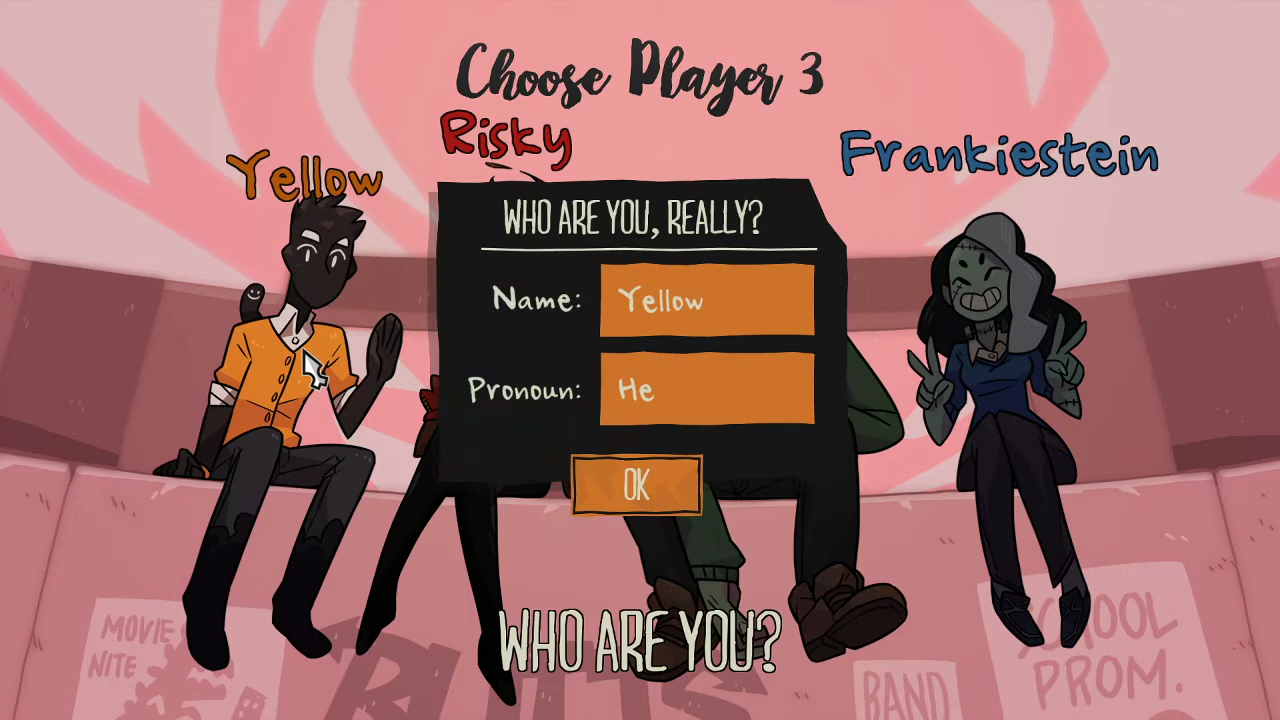 Choose Player 3
Risky
Yellow
Frankiestein
WHO ARE YOU, REALLY?
Name: Yellow
Pronoun: He
OK
WHO ARE YOU?
MOVIE
NITE
SCHOOL
PROM.
BAND